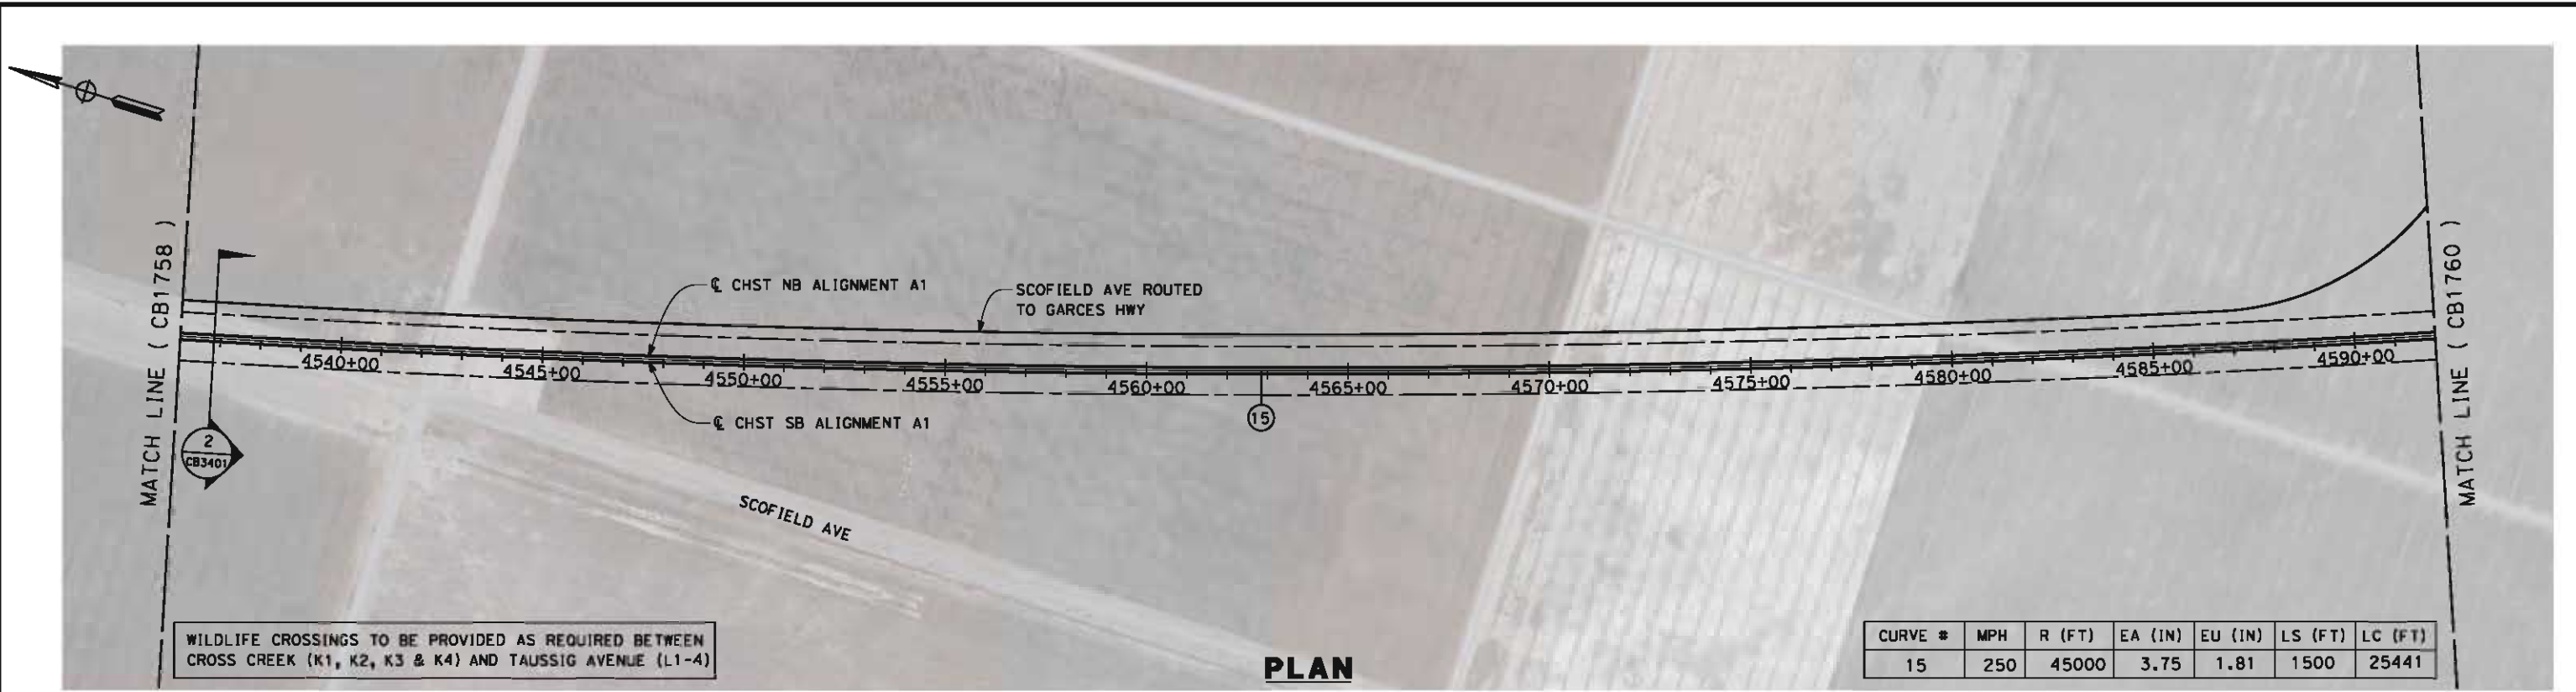 MATCH LINE ( CB1758 )
℄ CHST NB ALIGNMENT A1
SCOFIELD AVE ROUTED
TO GARCES HWY
4540+00
4545+00
4550+00
4555+00
4560+00
4565+00
4570+00
4575+00
4580+00
4585+00
4590+00
℄ CHST SB ALIGNMENT A1
15
2
CB3401
SCOFIELD AVE
MATCH LINE ( CB1760 )
WILDLIFE CROSSINGS TO BE PROVIDED AS REQUIRED BETWEEN
CROSS CREEK (K1, K2, K3 & K4) AND TAUSSIG AVENUE (L1-4)
PLAN
CURVE # MPH R (FT) EA (IN) EU (IN) LS (FT) LC (FT)
15 250 45000 3.75 1.81 1500 25441